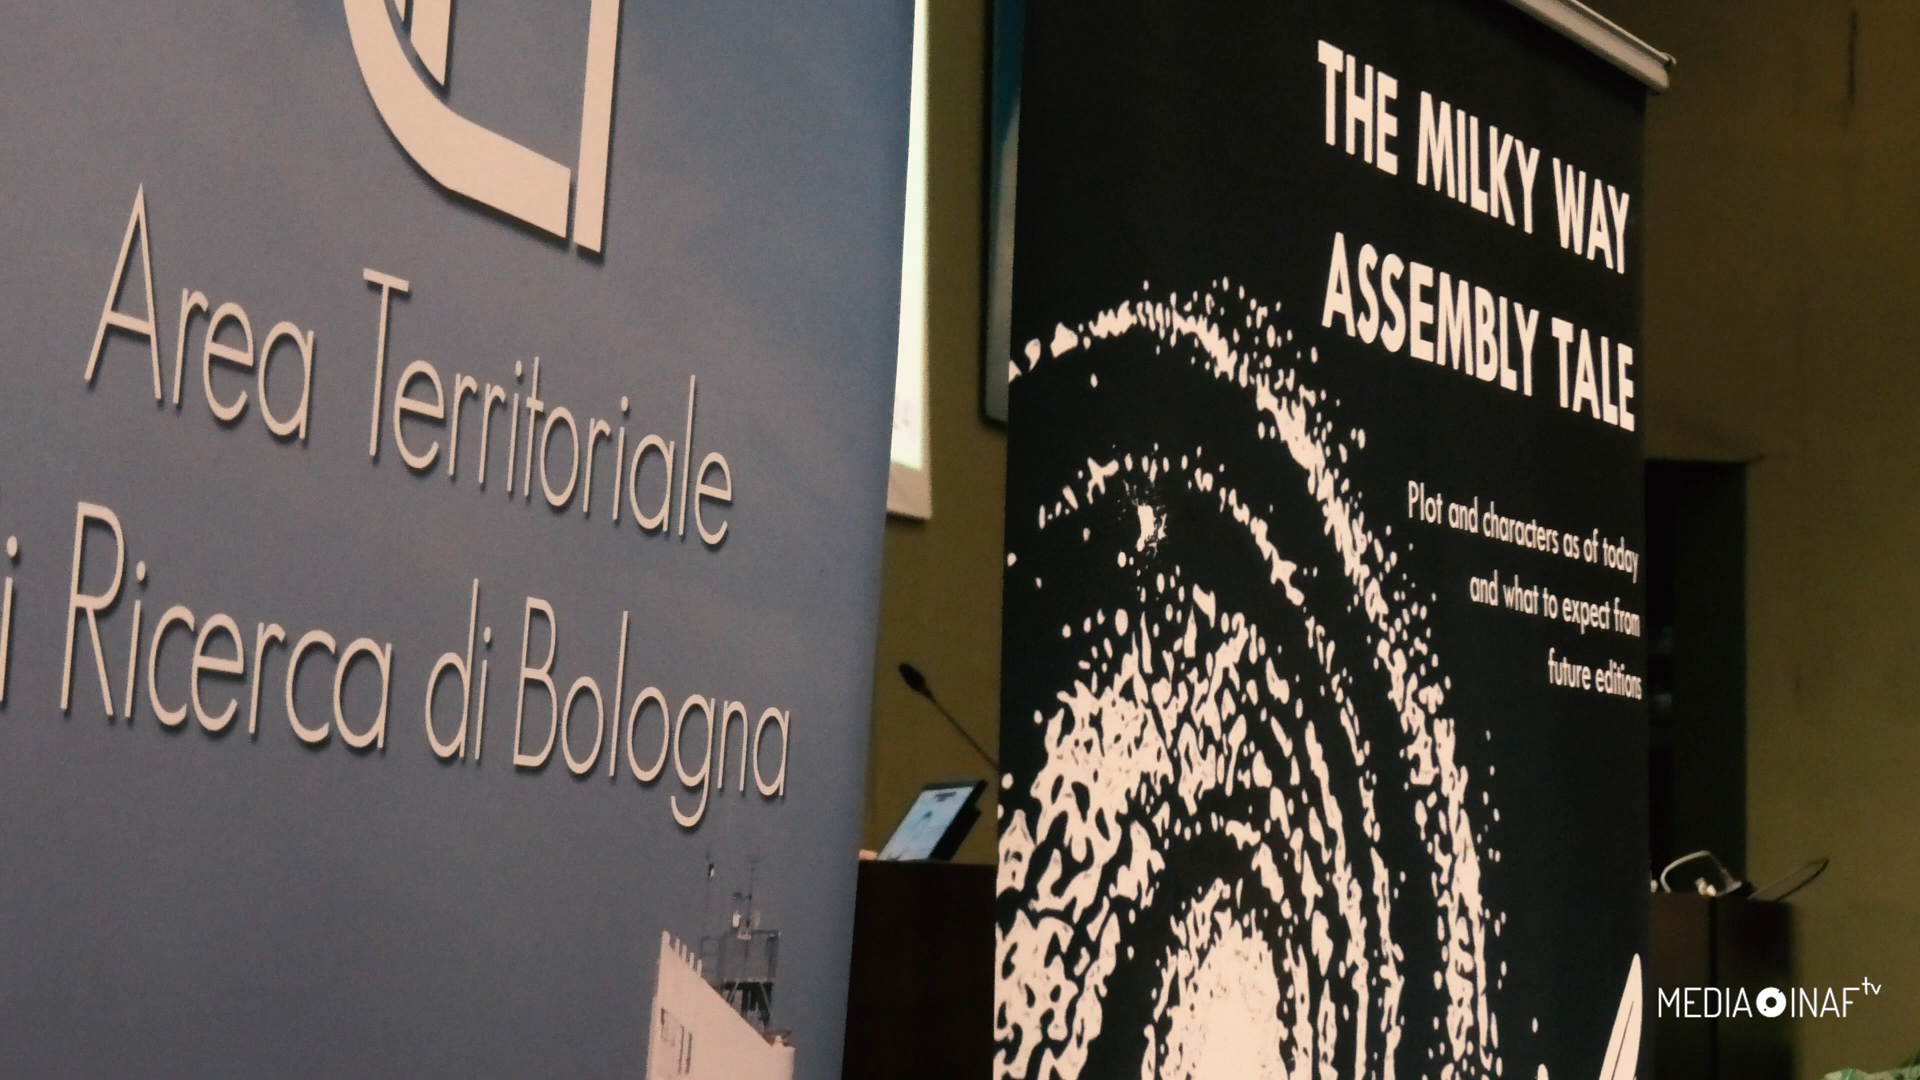 Area Territoriale
i Ricerca di Bologna
THE MILKY WAY
ASSEMBLY TALE
Plot and characters as of today
and what to expect from
future editions
MEDIA INAF tv